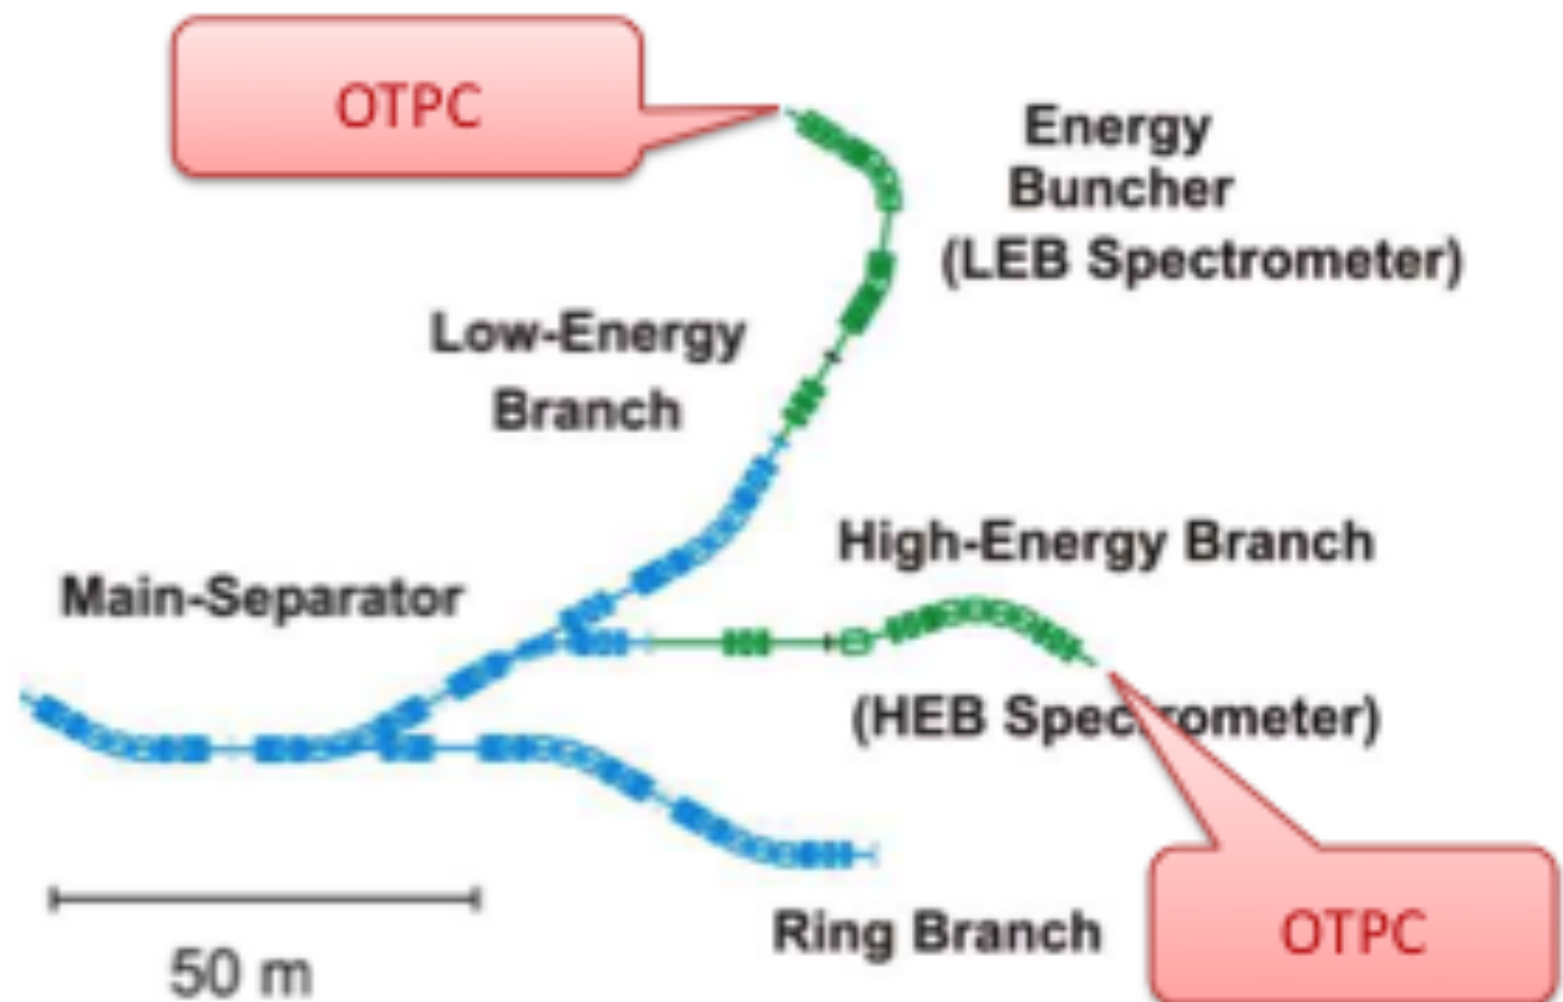 OTPC
Energy
Buncher
(LEB Spectrometer)
Low-Energy
Branch
High-Energy Branch
Main-Separator
(HEB Spectrometer)
Ring Branch
OTPC
50 m